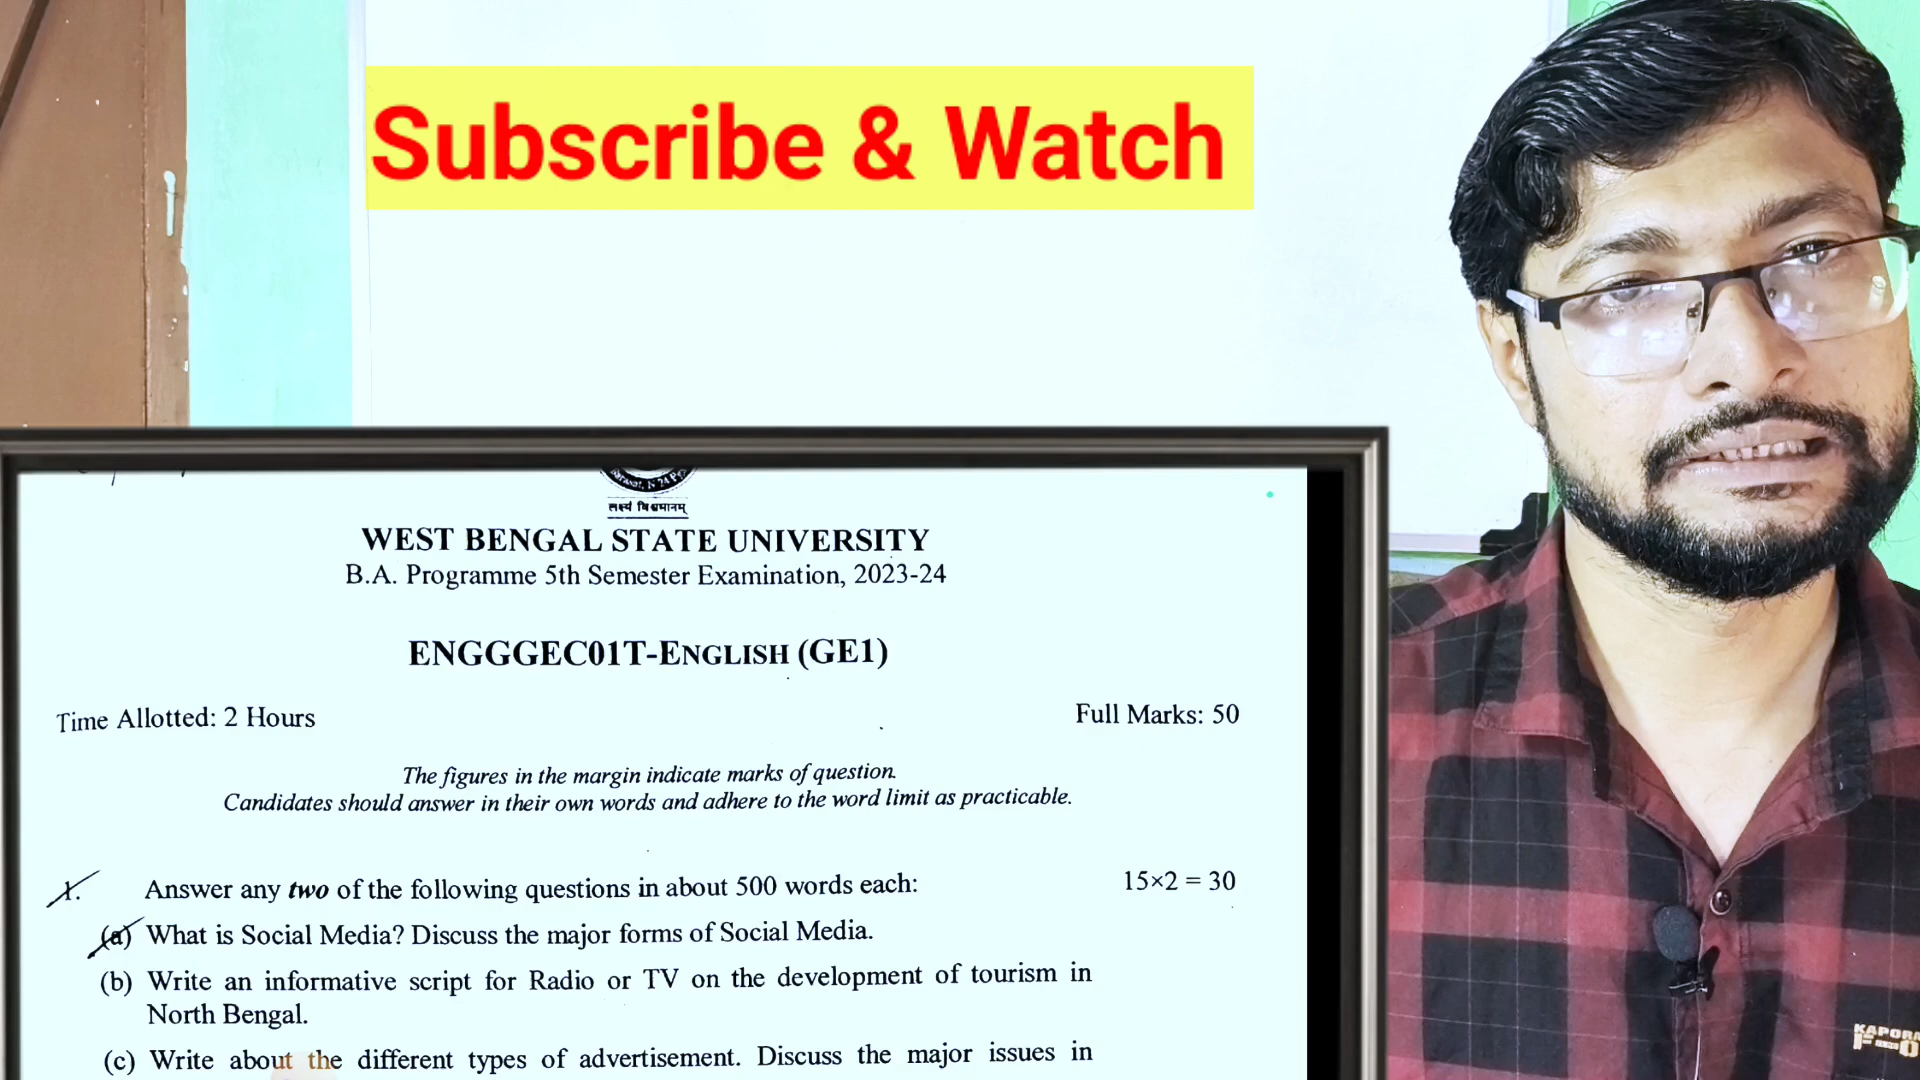 Subscribe & Watch
लक्ष्यं विश्वमानम्
WEST BENGAL STATE UNIVERSITY
B.A. Programme 5th Semester Examination, 2023-24
ENGGGEC01T-ENGLISH (GE1)
Time Allotted: 2 Hours
Full Marks: 50
The figures in the margin indicate marks of question.
Candidates should answer in their own words and adhere to the word limit as practicable.
1. Answer any two of the following questions in about 500 words each: 15×2 = 30
(a) What is Social Media? Discuss the major forms of Social Media.
(b) Write an informative script for Radio or TV on the development of tourism in
North Bengal.
(c) Write about the different types of advertisement. Discuss the major issues in